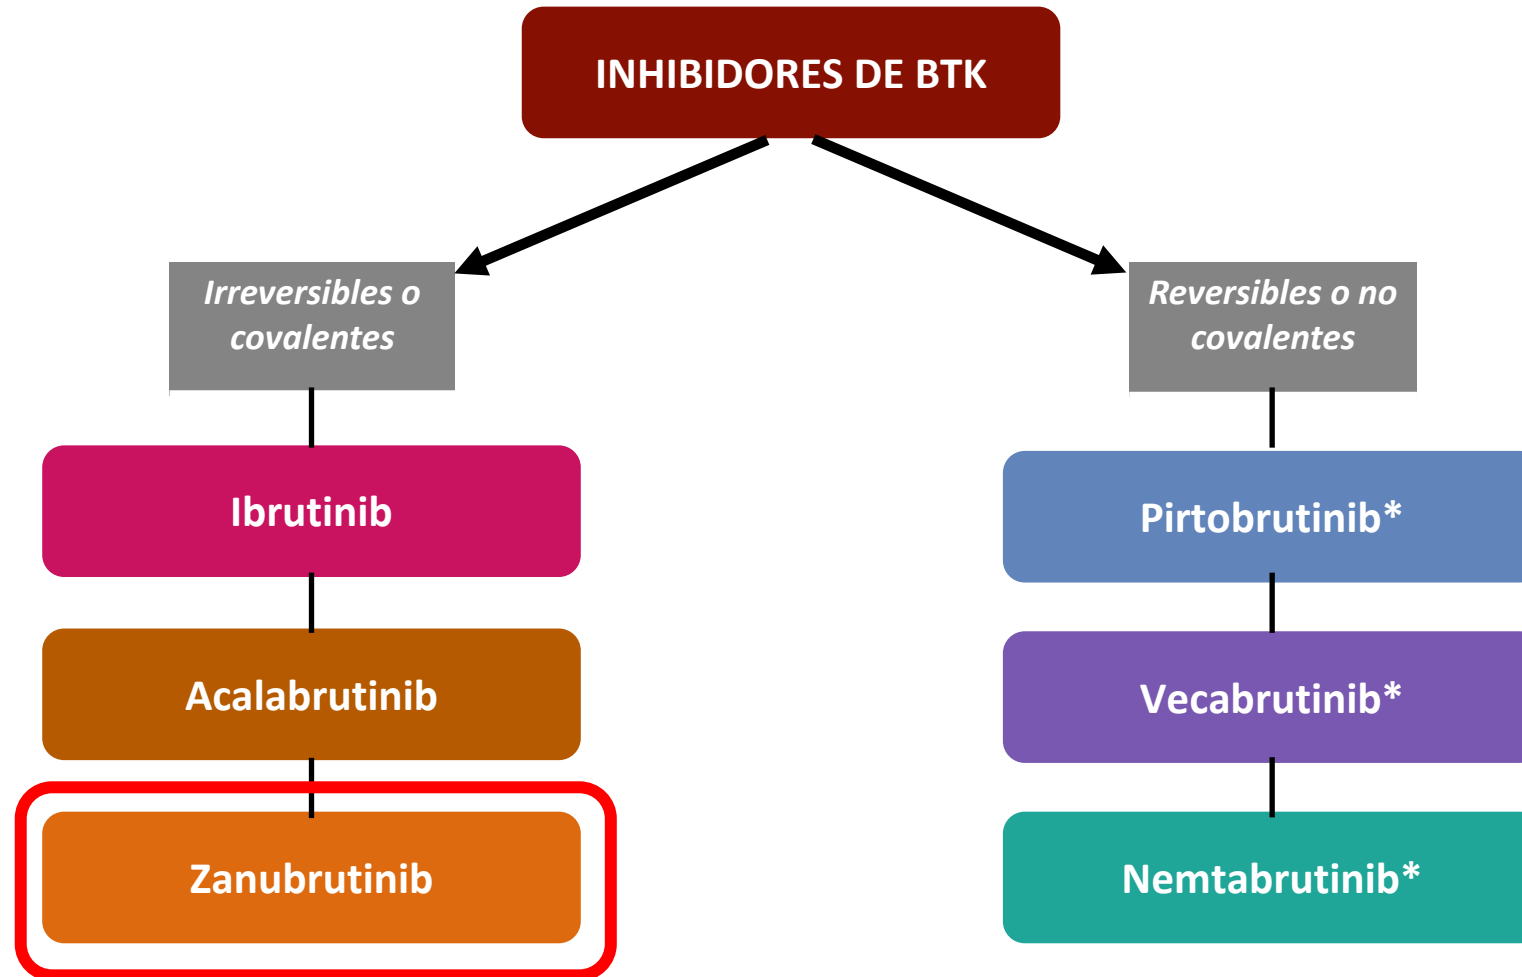 INHIBIDORES DE BTK
Irreversibles o
covalentes
Reversibles o no
covalentes
Ibrutinib
Pirtobrutinib*
Acalabrutinib
Vecabrutinib*
Zanubrutinib
Nemtabrutinib*